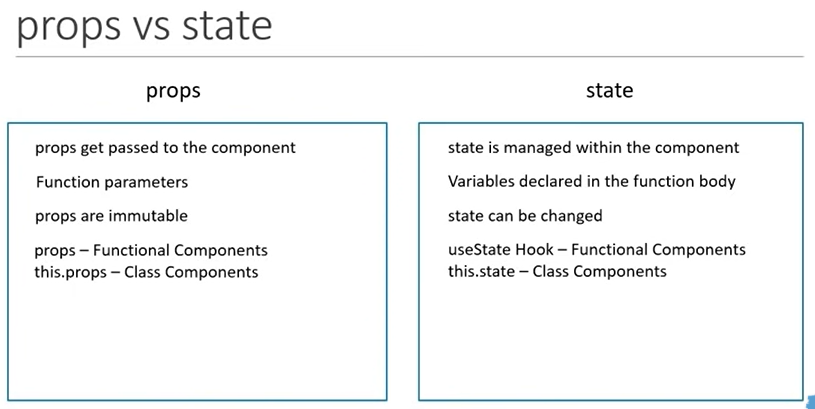 props vs state
props
state
props get passed to the component
Function parameters
props are immutable
props – Functional Components
this.props – Class Components
state is managed within the component
Variables declared in the function body
state can be changed
useState Hook – Functional Components
this.state – Class Components